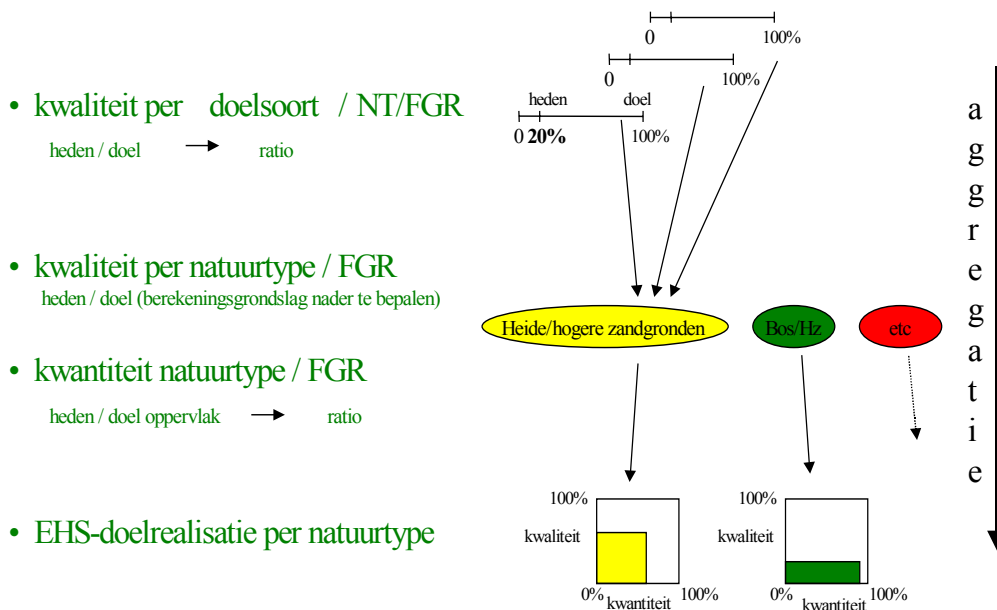 0 100%
0 100%
• kwaliteit per doelsoort / NT/FGR
heden doel
0 20% 100%
heden / doel → ratio
• kwaliteit per natuurtype / FGR
heden / doel (berekeningsgrondslag nader te bepalen)
Heide/hogere zandgronden Bos/Hz etc
• kwantiteit natuurtype / FGR
heden / doel oppervlak → ratio
• EHS-doelrealisatie per natuurtype
100%
kwaliteit
0% 100%
kwantiteit
100%
kwaliteit
0% 100%
kwantiteit
a
g
g
r
e
g
a
t
i
e